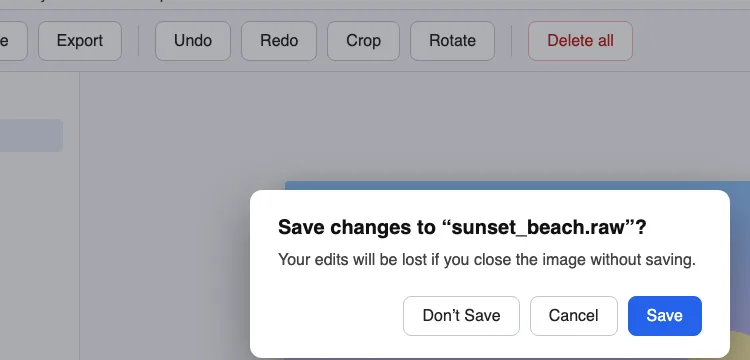 Export Undo Redo Crop Rotate Delete all
Save changes to “sunset_beach.raw”?
Your edits will be lost if you close the image without saving.
Don’t Save Cancel Save